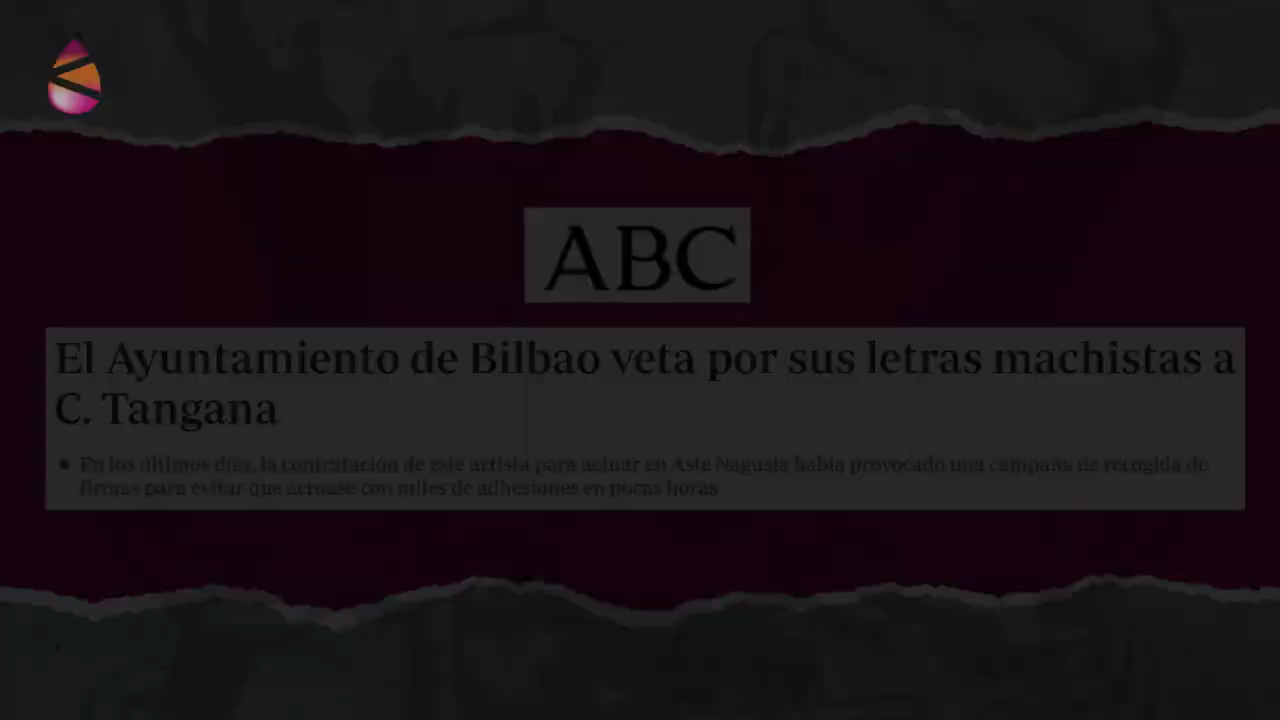 ABC
El Ayuntamiento de Bilbao veta por sus letras machistas a
C. Tangana
En los últimos días, la contratación de este artista para actuar en Aste Nagusia había provocado una campaña de recogida de
firmas para evitar que actuase con miles de adhesiones en pocas horas